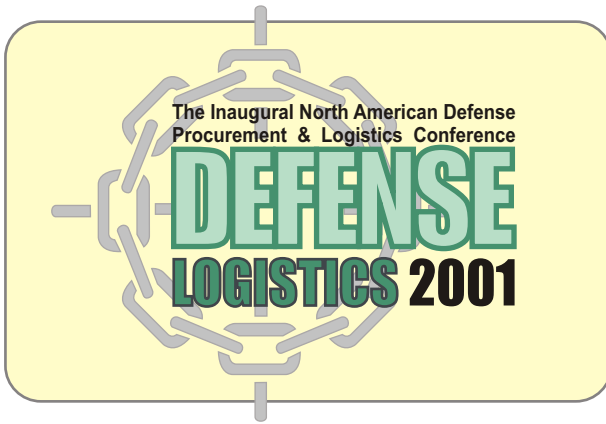 The Inaugural North American Defense
Procurement & Logistics Conference
DEFENSE
LOGISTICS 2001